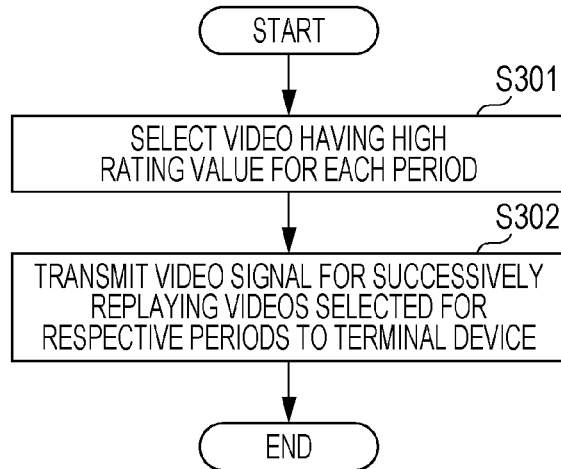 START
S301
SELECT VIDEO HAVING HIGH
RATING VALUE FOR EACH PERIOD
S302
TRANSMIT VIDEO SIGNAL FOR SUCCESSIVELY
REPLAYING VIDEOS SELECTED FOR
RESPECTIVE PERIODS TO TERMINAL DEVICE
END